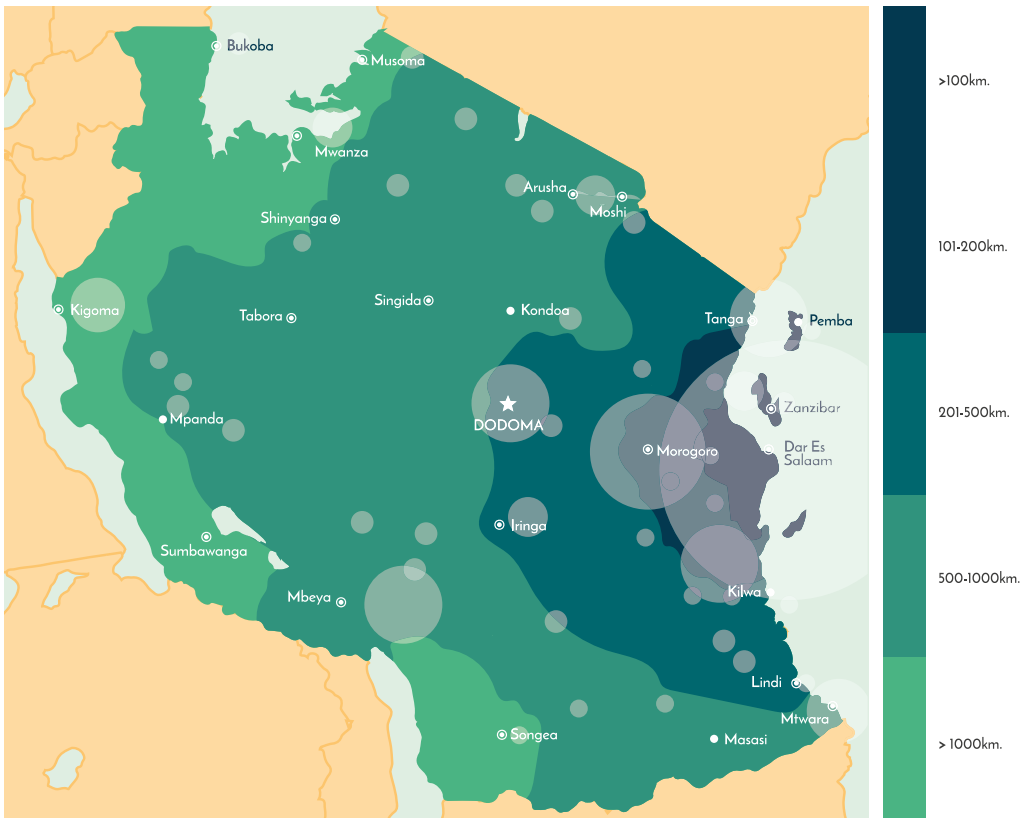 Bukoba
Musoma
>100km.
Mwanza
Arusha
Moshi
Shinyanga
101-200km.
Kigoma
Tabora
Singida
Kondoa
Tanga
Pemba
Mpanda
DODOMA
Zanzibar
201-500km.
Morogoro
Dar Es
Salaam
Iringa
Sumbawanga
500-1000km.
Mbeya
Kilwa
Lindi
Mtwara
Songea
Masasi
> 1000km.